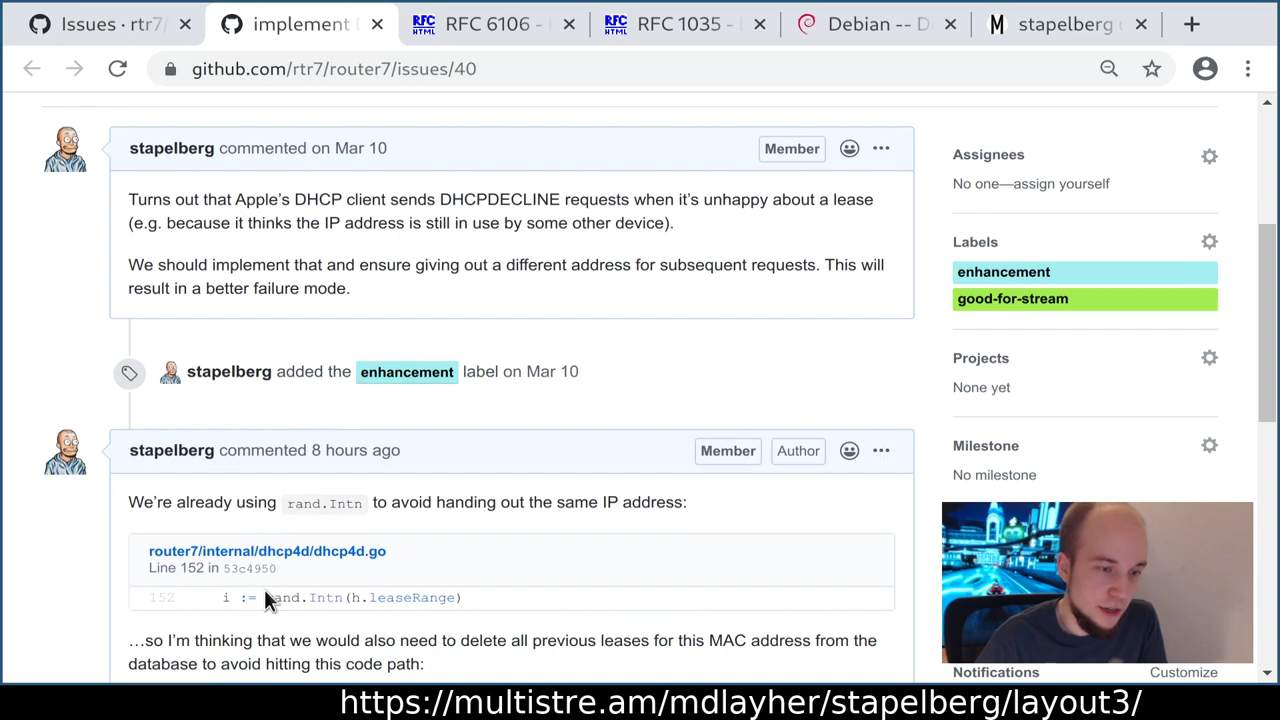 Issues · rtr7/
implement
RFC HTML
RFC 6106 -
RFC HTML
RFC 1035 -
Debian -- D
M
stapelberg
github.com/rtr7/router7/issues/40
stapelberg commented on Mar 10
Member
Turns out that Apple’s DHCP client sends DHCPDECLINE requests when it’s unhappy about a lease
(e.g. because it thinks the IP address is still in use by some other device).
We should implement that and ensure giving out a different address for subsequent requests. This will
result in a better failure mode.
stapelberg added the enhancement label on Mar 10
stapelberg commented 8 hours ago
Member
Author
We’re already using rand.Intn to avoid handing out the same IP address:
router7/internal/dhcp4d/dhcp4d.go
Line 152 in 53c4950
152 i := rand.Intn(h.leaseRange)
…so I’m thinking that we would also need to delete all previous leases for this MAC address from the
database to avoid hitting this code path:
Assignees
No one—assign yourself
Labels
enhancement
good-for-stream
Projects
None yet
Milestone
No milestone
Notifications
Customize
https://multistre.am/mdlayher/stapelberg/layout3/